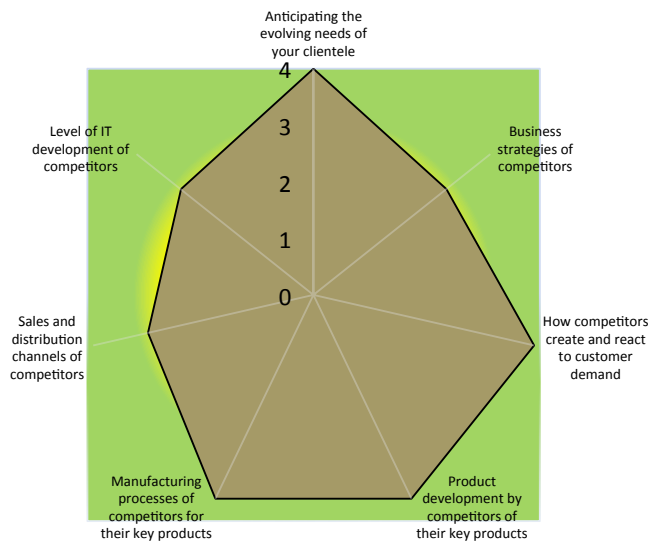 Anticipating the
evolving needs of
your clientele
4
3
2
1
0
Business
strategies of
competitors
How competitors
create and react
to customer
demand
Product
development by
competitors of
their key products
Manufacturing
processes of
competitors for
their key products
Sales and
distribution
channels of
competitors
Level of IT
development of
competitors